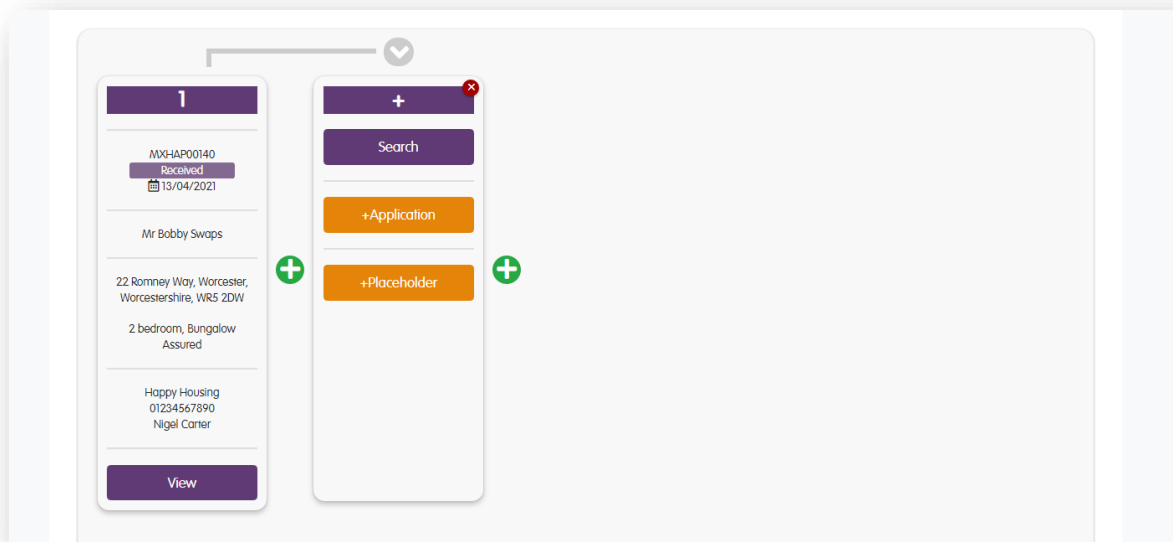 1
MXHAP00140
Received
13/04/2021
Mr Bobby Swaps
22 Romney Way, Worcester,
Worcestershire, WR5 2DW
2 bedroom, Bungalow
Assured
Happy Housing
01234567890
Nigel Carter
View
+
Search
+Application
+Placeholder